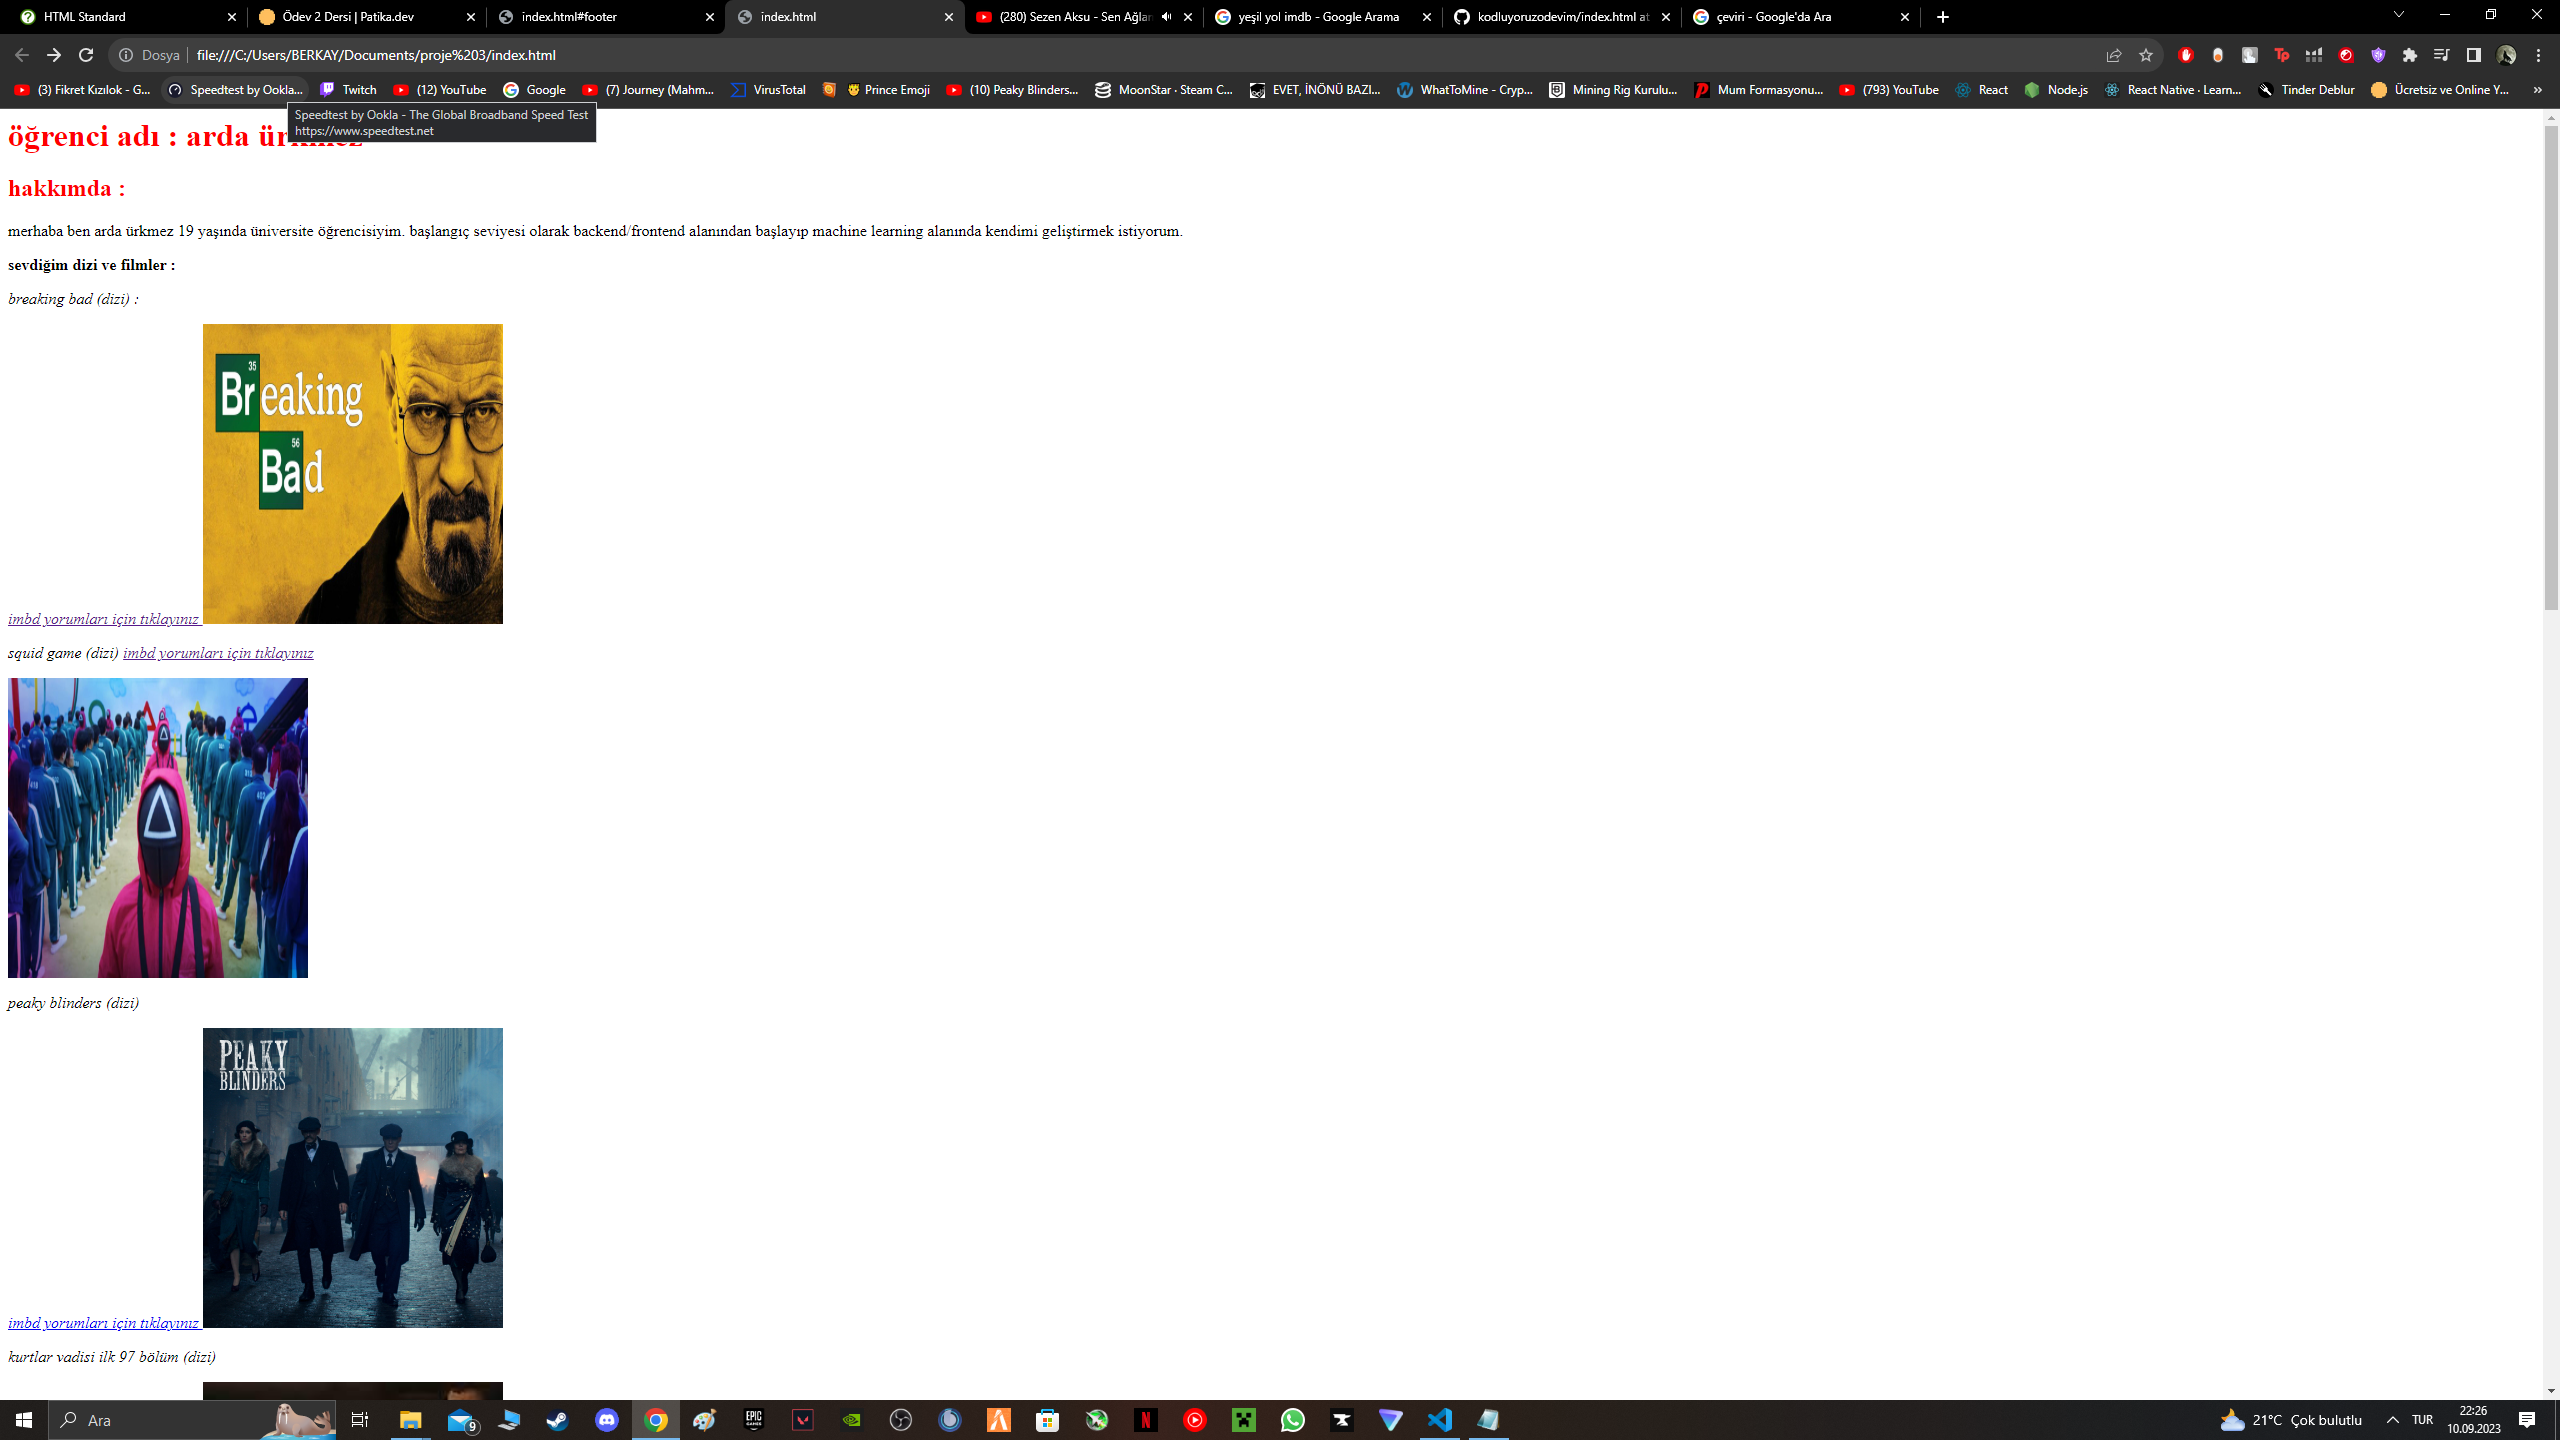 HTML Standard
Ödev 2 Dersi | Patika.dev
index.html#footer
index.html
(280) Sezen Aksu - Sen Ağla
yeşil yol imdb - Google Arama
kodluyoruzodevim/index.html at
çeviri - Google'da Ara
Dosya
file:///C:/Users/BERKAY/Documents/proje%203/index.html
(3) Fikret Kızılok - G...
Speedtest by Ookla...
Twitch
(12) YouTube
Google
(7) Journey (Mahm...
VirusTotal
Prince Emoji
(10) Peaky Blinders...
MoonStar · Steam C...
EVET, İNÖNÜ BAZI...
WhatToMine - Cryp...
Mining Rig Kurulu...
Mum Formasyonu...
(793) YouTube
React
Node.js
React Native · Learn...
Tinder Deblur
Ücretsiz ve Online Y...
Speedtest by Ookla - The Global Broadband Speed Test
https://www.speedtest.net
öğrenci adı : arda ürkmez
hakkımda :
merhaba ben arda ürkmez 19 yaşında üniversite öğrencisiyim. başlangıç seviyesi olarak backend/frontend alanından başlayıp machine learning alanında kendimi geliştirmek istiyorum.
sevdiğim dizi ve filmler :
breaking bad (dizi) :
35
Breaking
56
Bad
imbd yorumları için tıklayınız
squid game (dizi) imbd yorumları için tıklayınız
peaky blinders (dizi)
PEAKY
BLINDERS
imbd yorumları için tıklayınız
kurtlar vadisi ilk 97 bölüm (dizi)
Ara
9
EPIC GAMES
21°C Çok bulutlu
TUR
22:26
10.09.2023